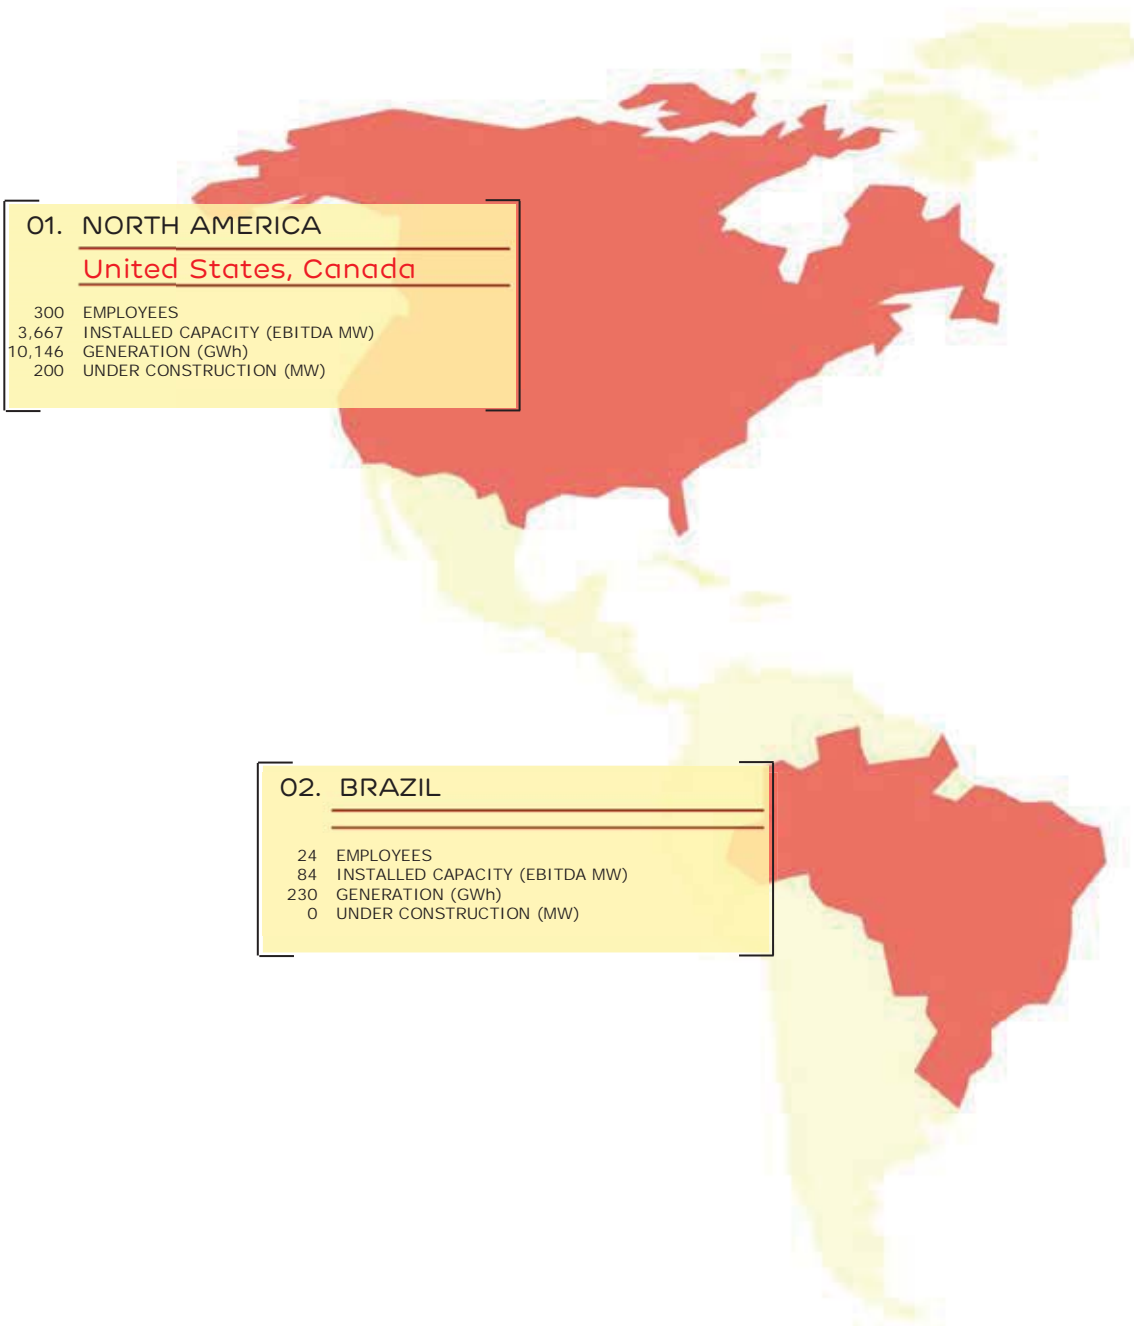 01. NORTH AMERICA
United States, Canada
300 EMPLOYEES
3,667 INSTALLED CAPACITY (EBITDA MW)
10,146 GENERATION (GWh)
200 UNDER CONSTRUCTION (MW)
02. BRAZIL
24 EMPLOYEES
84 INSTALLED CAPACITY (EBITDA MW)
230 GENERATION (GWh)
0 UNDER CONSTRUCTION (MW)